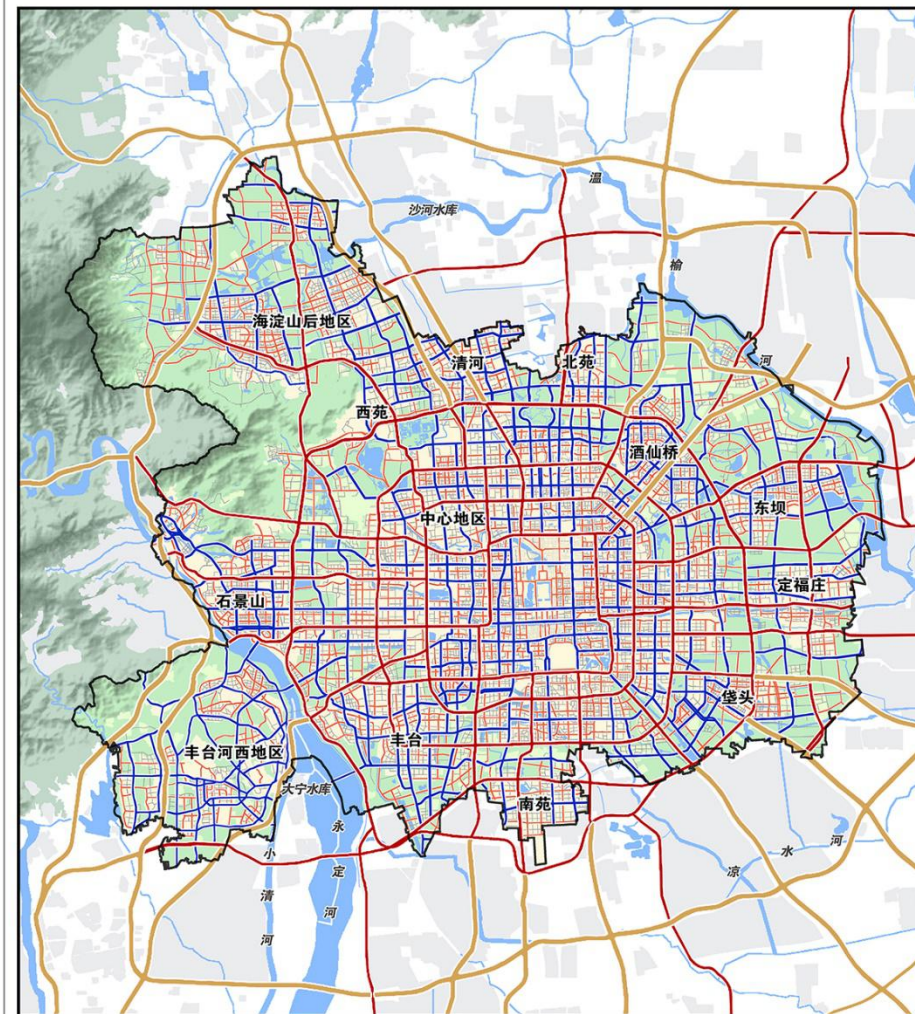 温
沙河水库
榆
海淀山后地区
清河
北苑
河
西苑
酒仙桥
东坝
中心地区
定福庄
石景山
垡头
丰台
丰台河西地区
大宁水库
南苑
永
定
河
小
清
河
凉
水
河